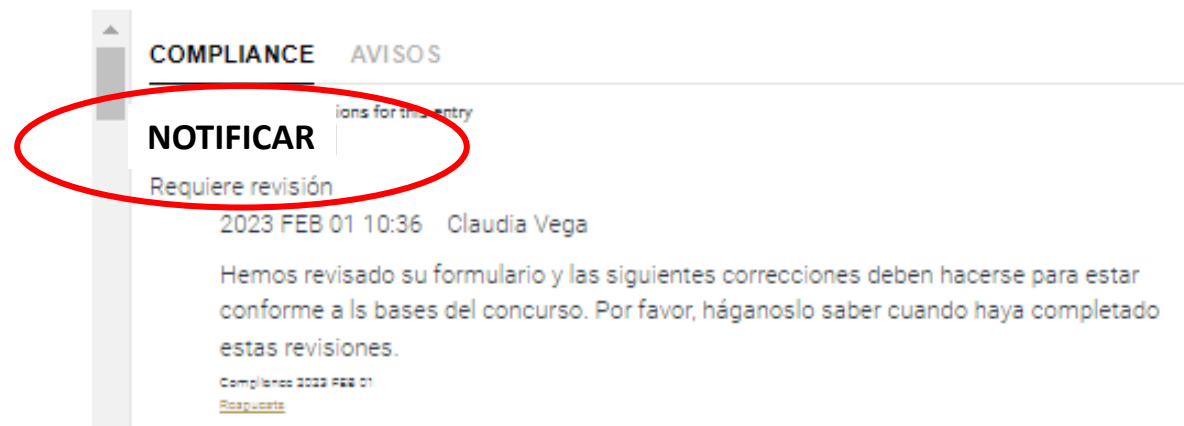 COMPLIANCE AVISOS
ions for this entry
NOTIFICAR
Requiere revisión
2023 FEB 01 10:36 Claudia Vega
Hemos revisado su formulario y las siguientes correcciones deben hacerse para estar
conforme a ls bases del concurso. Por favor, háganoslo saber cuando haya completado
estas revisiones.
Compliance 2023 FEB 01
Respuesta